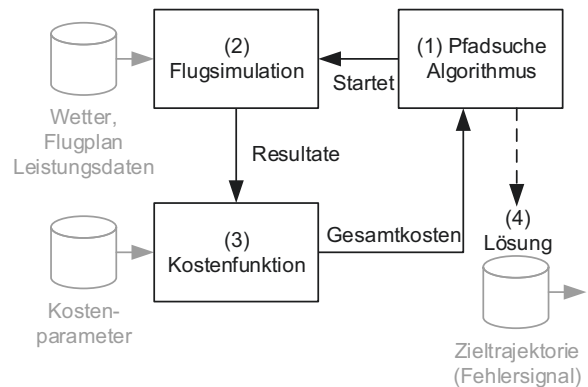 (2)
Flugsimulation
(1) Pfadsuche
Algorithmus
Startet
Wetter,
Flugplan
Leistungsdaten
Resultate
(3)
Kostenfunktion
Gesamtkosten
(4)
Lösung
Kosten-
parameter
Zieltrajektorie
(Fehlersignal)